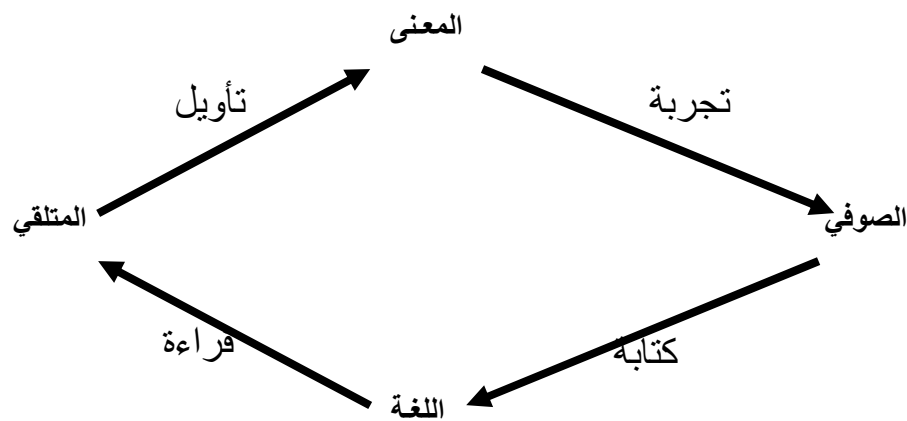 المعنى
تجربة
تأويل
الصوفي
المتلقي
كتابة
قراءة
اللغة